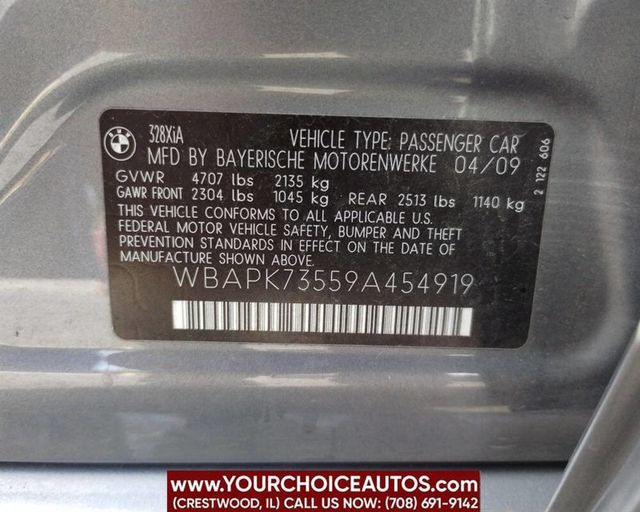 BMW
328XiA
VEHICLE TYPE: PASSENGER CAR
MFD BY BAYERISCHE MOTORENWERKE 04/09
GVWR 4707 lbs 2135 kg
GAWR FRONT 2304 lbs 1045 kg REAR 2513 lbs 1140 kg
THIS VEHICLE CONFORMS TO ALL APPLICABLE U.S.
FEDERAL MOTOR VEHICLE SAFETY, BUMPER AND THEFT
PREVENTION STANDARDS IN EFFECT ON THE DATE OF
MANUFACTURE SHOWN ABOVE.
WBAPK73559A454919
2 122 606
WWW.YOURCHOICEAUTOS.COM
(CRESTWOOD, IL) CALL US NOW: (708) 691-9142